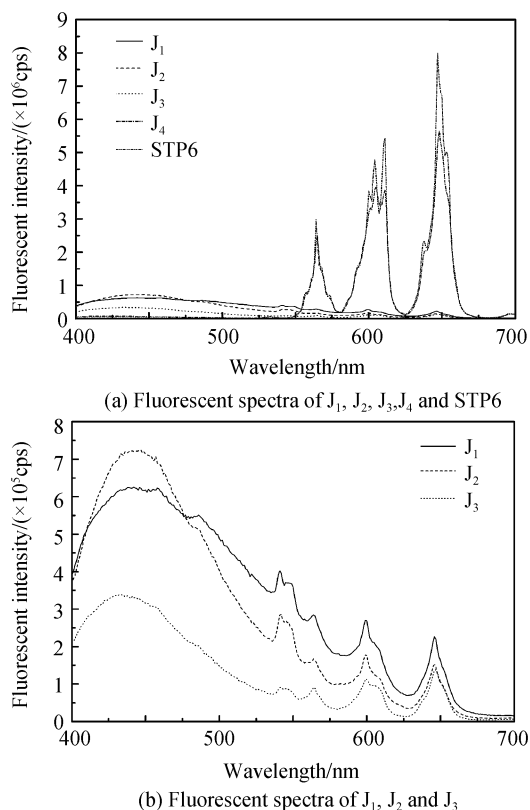 9
8
7
6
5
4
3
2
1
0
Fluorescent intensity/(×10⁶cps)
J₁
J₂
J₃
J₄
STP6
400 500 600 700
Wavelength/nm
(a) Fluorescent spectra of J₁, J₂, J₃,J₄ and STP6
8
7
6
5
4
3
2
1
0
Fluorescent intensity/(×10⁵cps)
J₁
J₂
J₃
400 500 600 700
Wavelength/nm
(b) Fluorescent spectra of J₁, J₂ and J₃